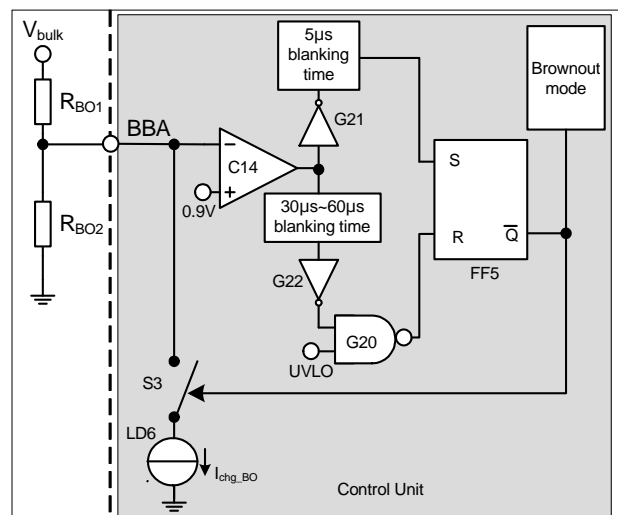 V_bulk
R_BO1
R_BO2
BBA
0.9V
C14
5µs
blanking
time
G21
30µs~60µs
blanking time
G22
G20
UVLO
S
R
Q̅
FF5
Brownout
mode
S3
LD6
I_chg_BO
Control Unit